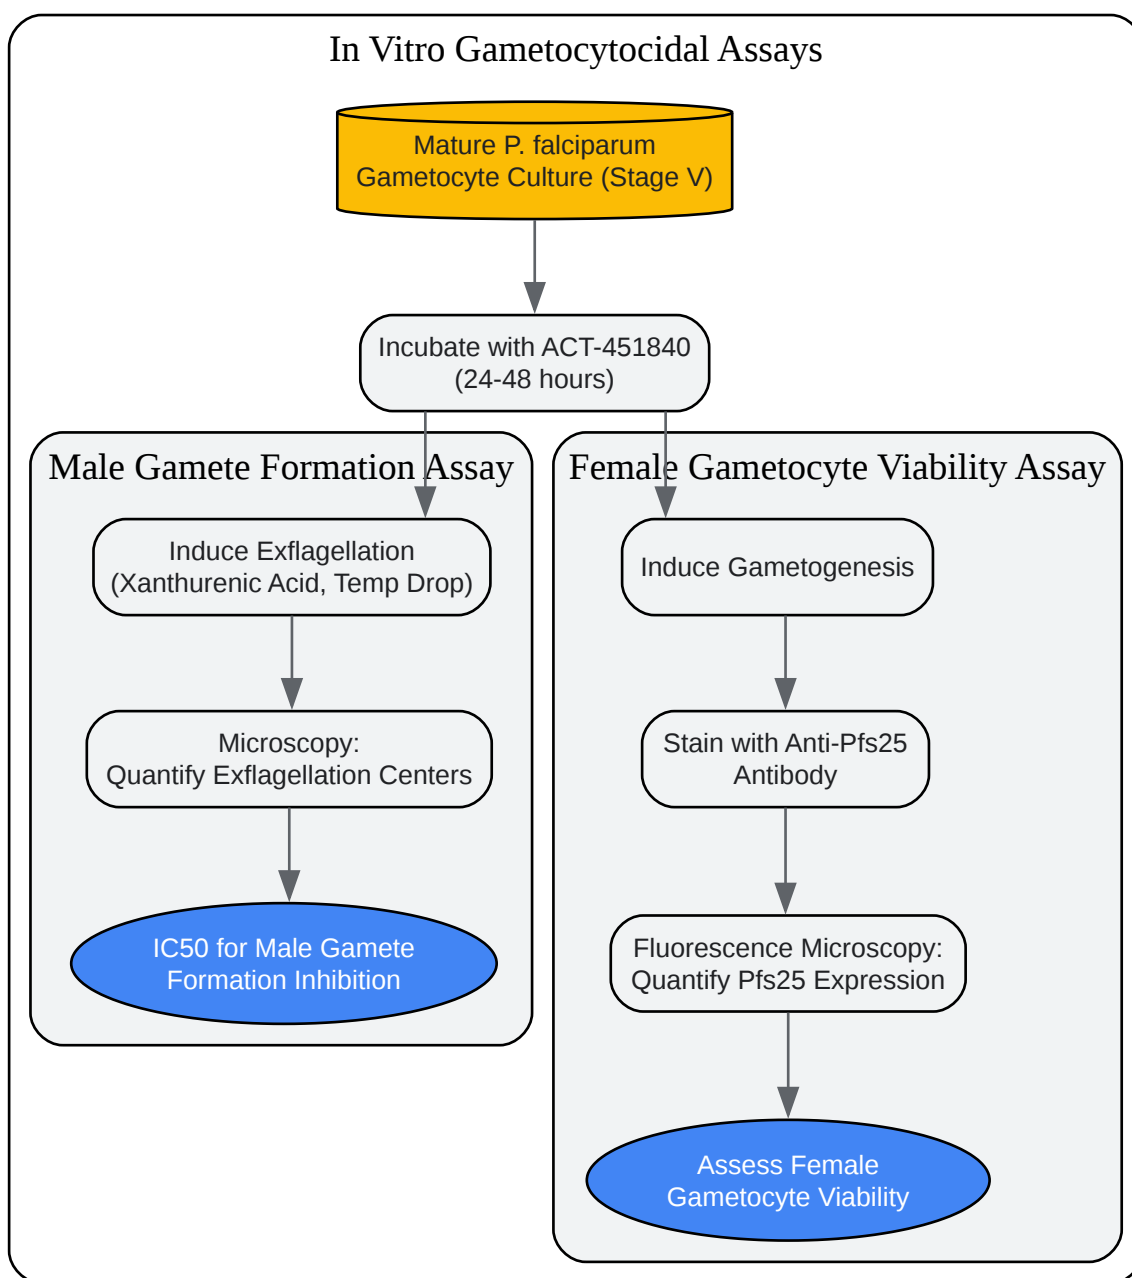 In Vitro Gametocytocidal Assays
Mature P. falciparum
Gametocyte Culture (Stage V)
Incubate with ACT-451840
(24-48 hours)
Male Gamete Formation Assay
Induce Exflagellation
(Xanthurenic Acid, Temp Drop)
Microscopy:
Quantify Exflagellation Centers
IC50 for Male Gamete
Formation Inhibition
Female Gametocyte Viability Assay
Induce Gametogenesis
Stain with Anti-Pfs25
Antibody
Fluorescence Microscopy:
Quantify Pfs25 Expression
Assess Female
Gametocyte Viability